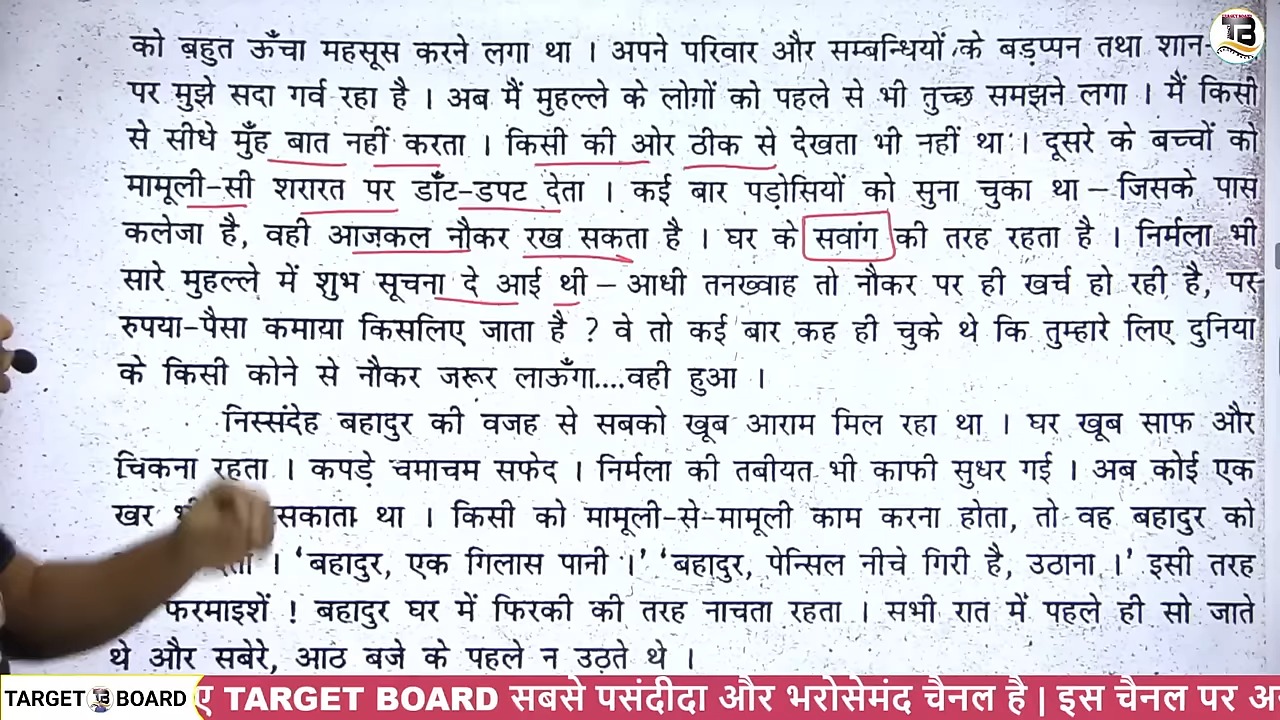 को बहुत ऊँचा महसूस करने लगा था । अपने परिवार और सम्बन्धियों के बड़प्पन तथा शान-
पर मुझे सदा गर्व रहा है । अब मैं मुहल्ले के लोगों को पहले से भी तुच्छ समझने लगा । मैं किसी
से सीधे मुँह बात नहीं करता । किसी की ओर ठीक से देखता भी नहीं था । दूसरे के बच्चों को
मामूली-सी शरारत पर डाँट-डपट देता । कई बार पड़ोसियों को सुना चुका था – जिसके पास
कलेजा है, वही आजकल नौकर रख सकता है । घर के सवांग की तरह रहता है । निर्मला भी
सारे मुहल्ले में शुभ सूचना दे आई थी – आधी तनख्वाह तो नौकर पर ही खर्च हो रही है, पर
रुपया-पैसा कमाया किसलिए जाता है ? वे तो कई बार कह ही चुके थे कि तुम्हारे लिए दुनिया
के किसी कोने से नौकर जरूर लाऊँगा....वही हुआ ।
निस्संदेह बहादुर की वजह से सबको खूब आराम मिल रहा था । घर खूब साफ और
चिकना रहता । कपड़े चमाचम सफेद । निर्मला की तबीयत भी काफी सुधर गई । अब कोई एक
खर सकाता था । किसी को मामूली-से-मामूली काम करना होता, तो वह बहादुर को
। ‘बहादुर, एक गिलास पानी ।’ ‘बहादुर, पेन्सिल नीचे गिरी है, उठाना ।’ इसी तरह
फरमाइशें ! बहादुर घर में फिरकी की तरह नाचता रहता । सभी रात में पहले ही सो जाते
थे और सबेरे, आठ बजे के पहले न उठते थे ।
TARGET BOARD
TB
TARGET BOARD ए TARGET BOARD सबसे पसंदीदा और भरोसेमंद चैनल है | इस चैनल पर